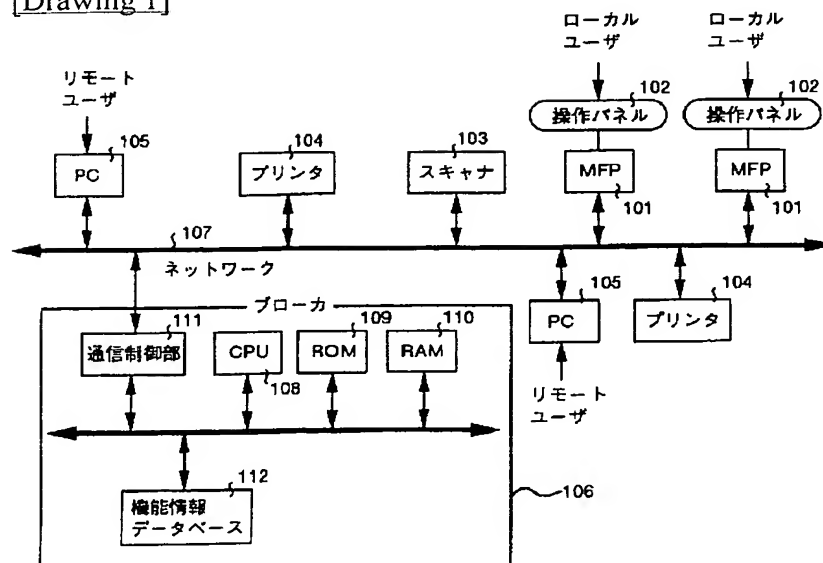 [Drawing 1]
ローカル
ユーザ
ローカル
ユーザ
リモート
ユーザ
102
操作パネル
102
操作パネル
105
PC
104
プリンタ
103
スキャナ
MFP
101
MFP
101
107
ネットワーク
ブローカ
111
通信制御部
CPU
108
109
ROM
110
RAM
105
PC
104
プリンタ
リモート
ユーザ
112
機能情報
データベース
106